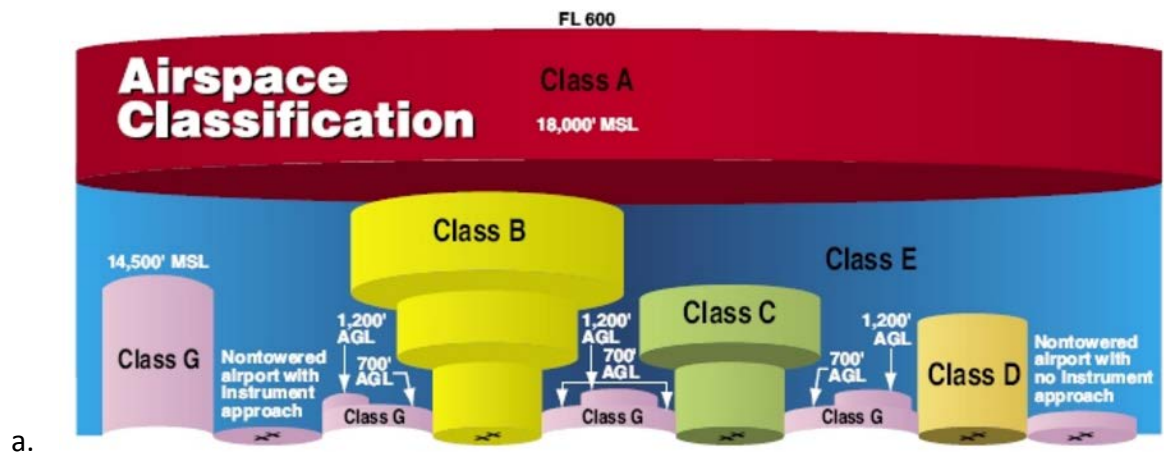 FL 600
Airspace
Classification
Class A
18,000' MSL
Class B
Class E
14,500' MSL
Class C
1,200'
AGL
1,200'
AGL
1,200'
AGL
Class G
Nontowered
airport with
Instrument
approach
700'
AGL
700'
AGL
700'
AGL
Class D
Nontowered
airport with
no Instrument
approach
Class G
Class G
Class G
a.